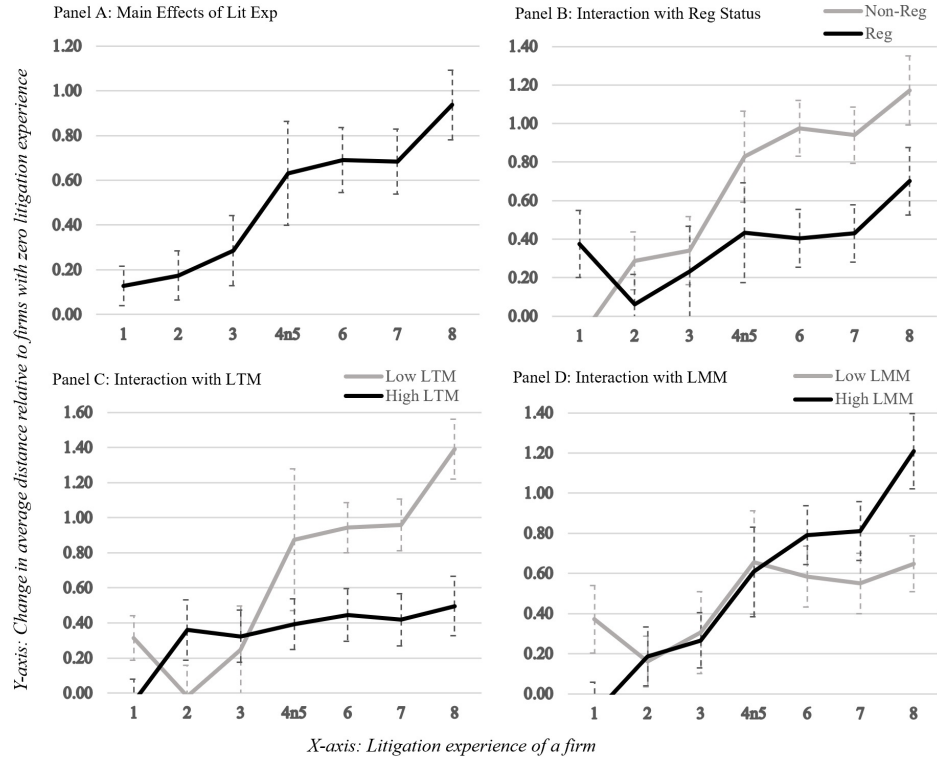 Panel A: Main Effects of Lit Exp
1.20
1.00
0.80
0.60
0.40
0.20
0.00
1 2 3 4n5 6 7 8
Panel B: Interaction with Reg Status
Non-Reg
Reg
1.40
1.20
1.00
0.80
0.60
0.40
0.20
0.00
1 2 3 4n5 6 7 8
Panel C: Interaction with LTM
Low LTM
High LTM
1.60
1.40
1.20
1.00
0.80
0.60
0.40
0.20
0.00
1 2 3 4n5 6 7 8
Panel D: Interaction with LMM
Low LMM
High LMM
1.40
1.20
1.00
0.80
0.60
0.40
0.20
0.00
1 2 3 4n5 6 7 8
Y-axis: Change in average distance relative to firms with zero litigation experience
X-axis: Litigation experience of a firm